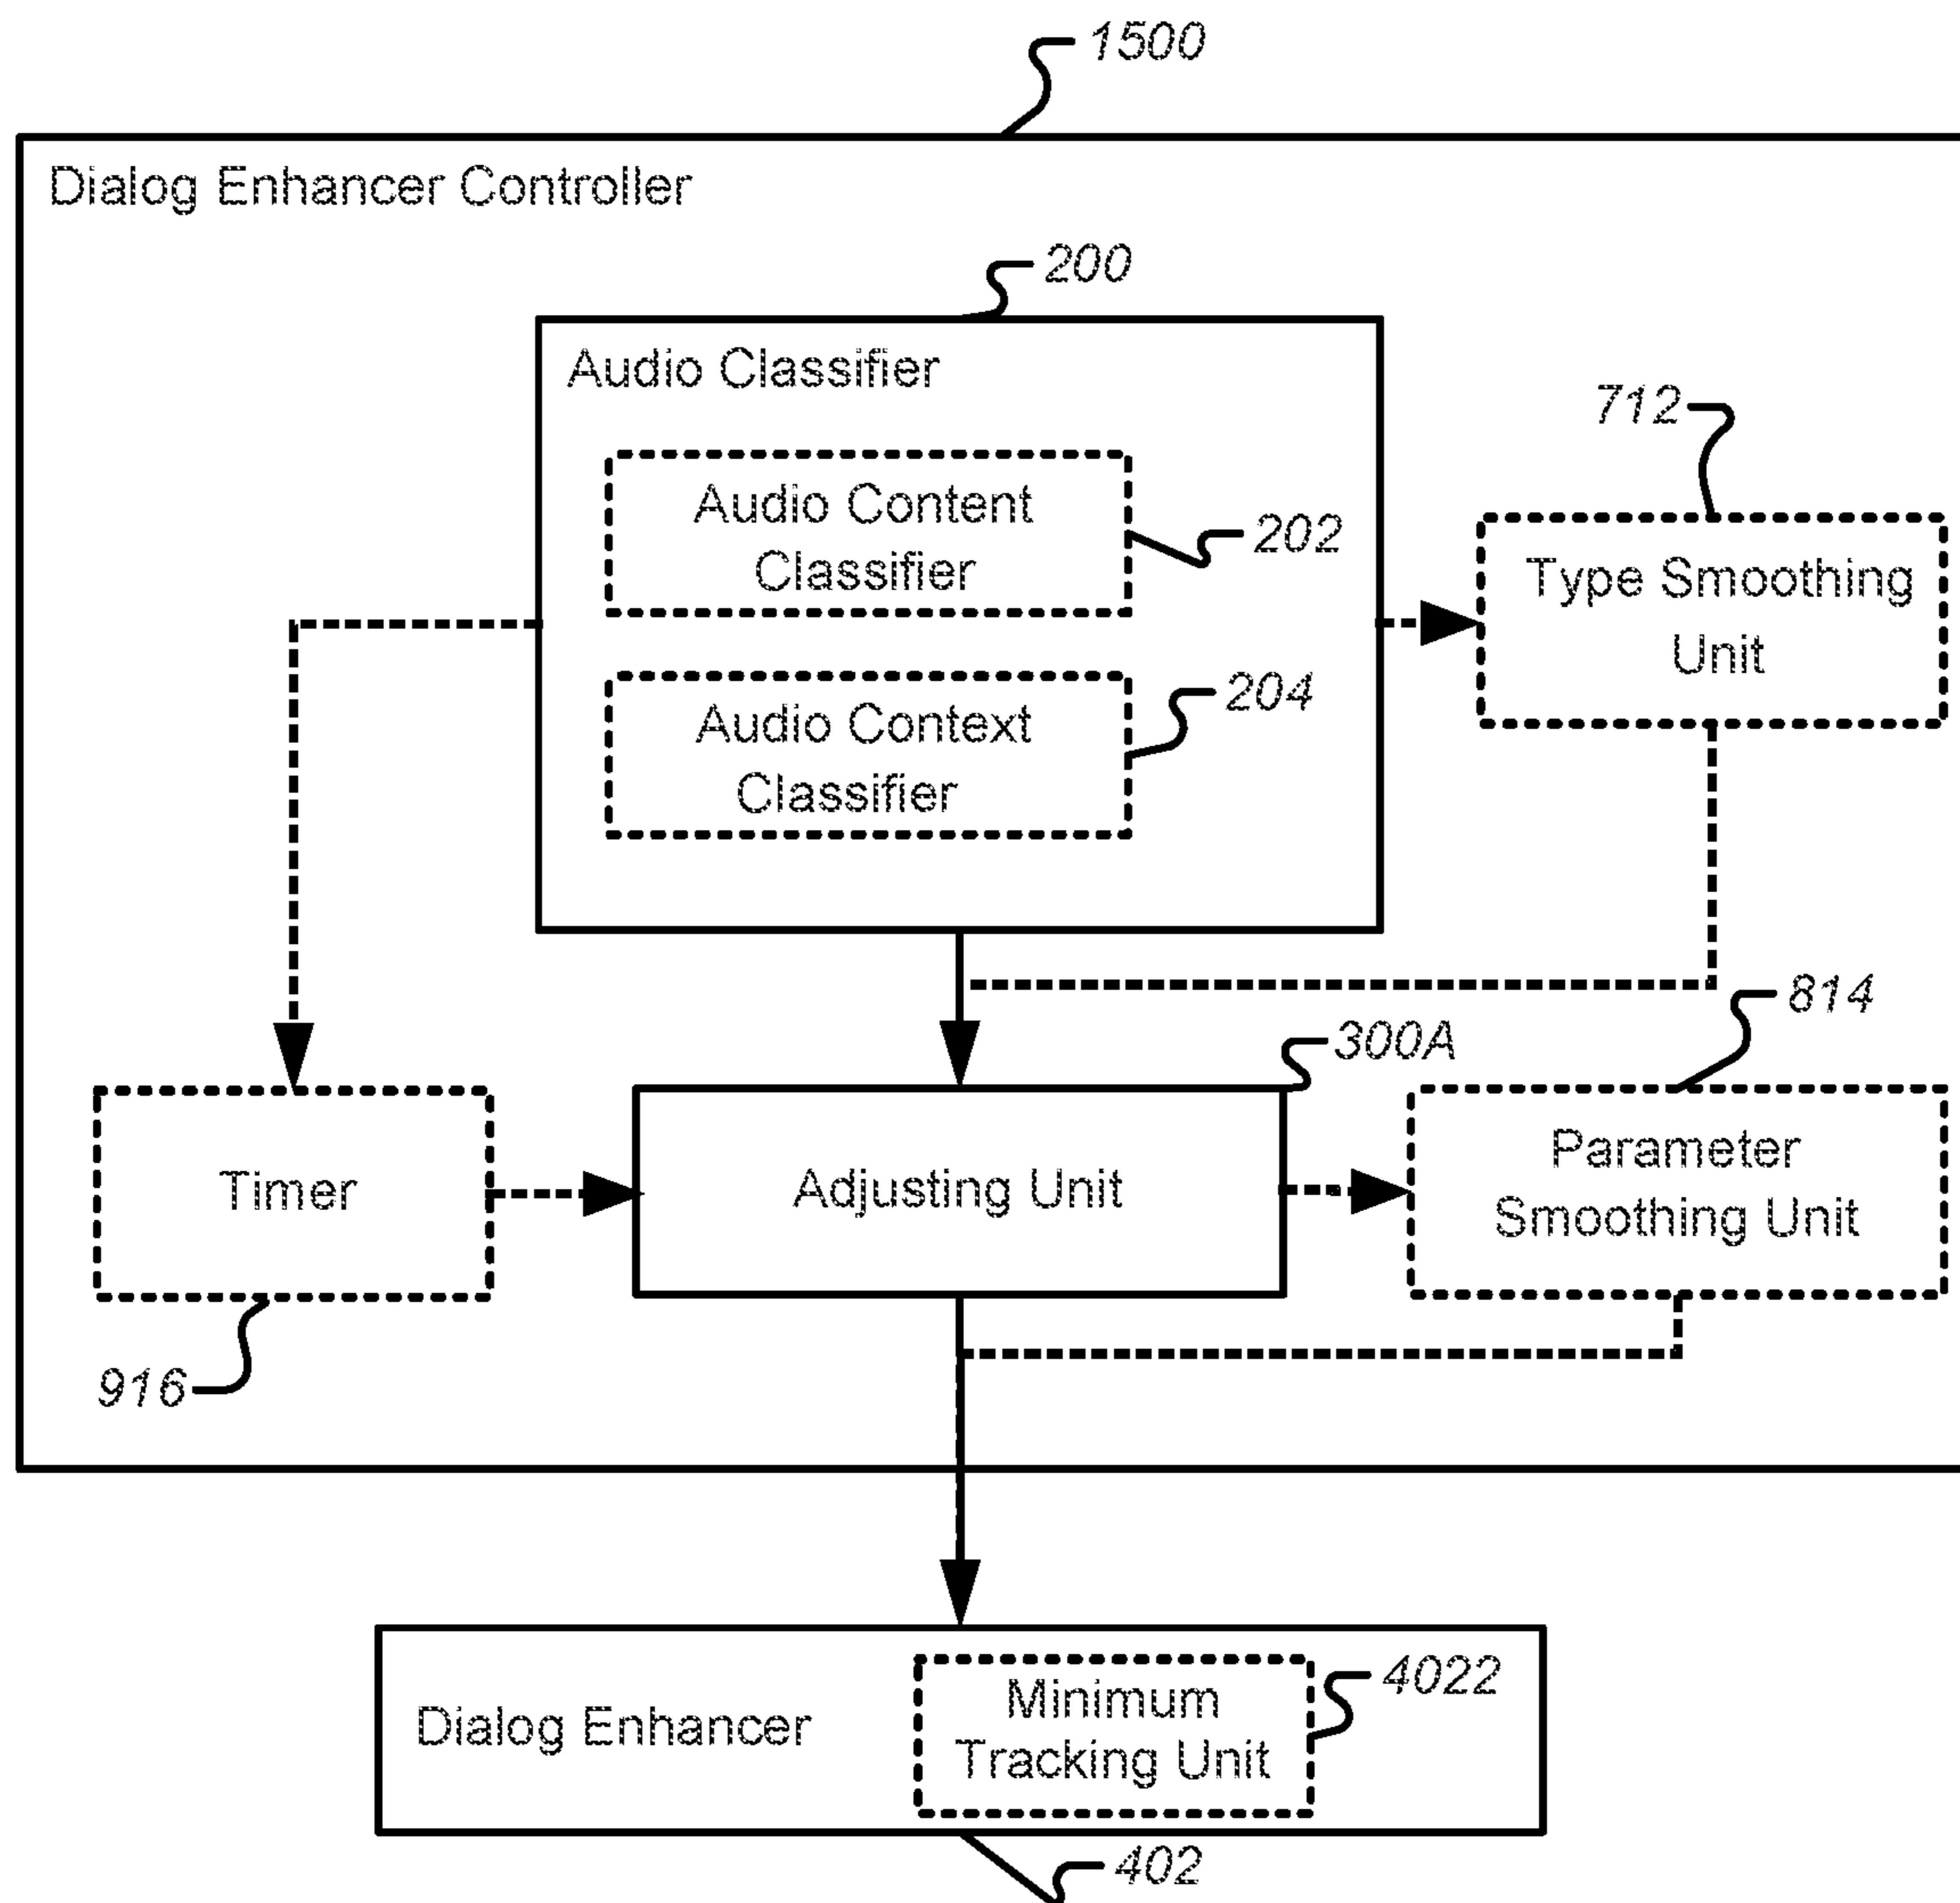 1500
Dialog Enhancer Controller
200
Audio Classifier
712
Audio Content
Classifier
202
Type Smoothing
Unit
204
Audio Context
Classifier
814
300A
Timer
Adjusting Unit
Parameter
Smoothing Unit
916
4022
Minimum
Tracking Unit
Dialog Enhancer
402